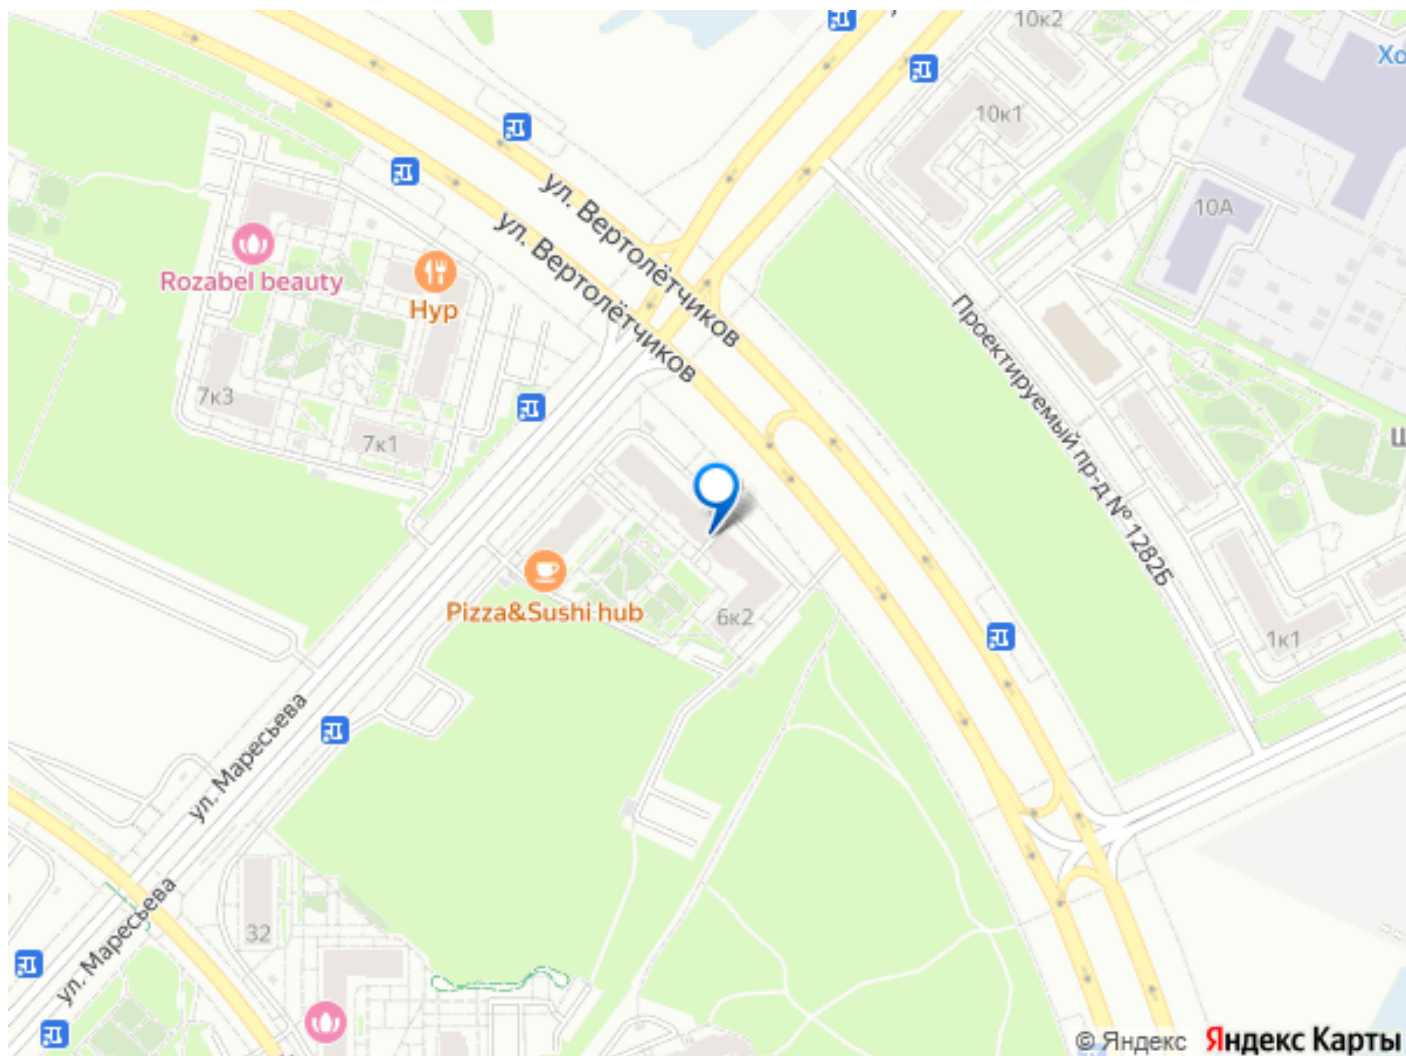 10к2
Хо
10к1
10А
ул. Вертолётчиков
ул. Вертолётчиков
Rozabel beauty
Нур
Проектируемый пр-д № 1282Б
7к3
7к1
Pizza&Sushi hub
6к2
1к1
ул. Маресьева
32
ул. Маресьева
© Яндекс Яндекс Карты